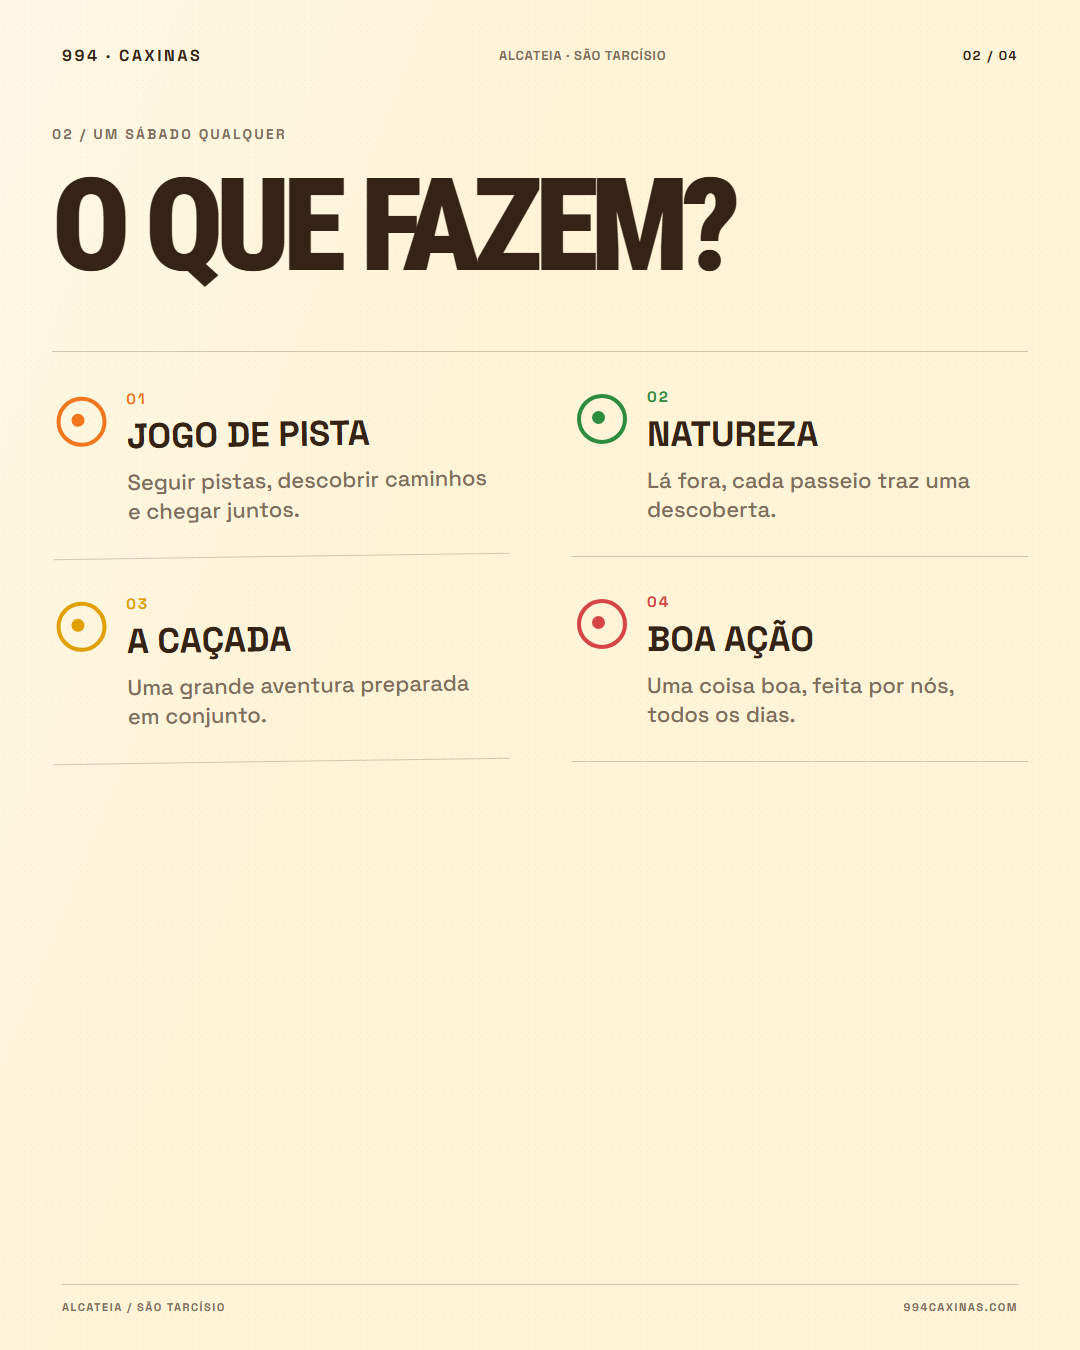 994 · CAXINAS
ALCATEIA · SÃO TARCÍSIO
02 / 04
02 / UM SÁBADO QUALQUER
O QUE FAZEM?
01
JOGO DE PISTA
Seguir pistas, descobrir caminhos
e chegar juntos.
02
NATUREZA
Lá fora, cada passeio traz uma
descoberta.
03
A CAÇADA
Uma grande aventura preparada
em conjunto.
04
BOA AÇÃO
Uma coisa boa, feita por nós,
todos os dias.
ALCATEIA / SÃO TARCÍSIO
994CAXINAS.COM